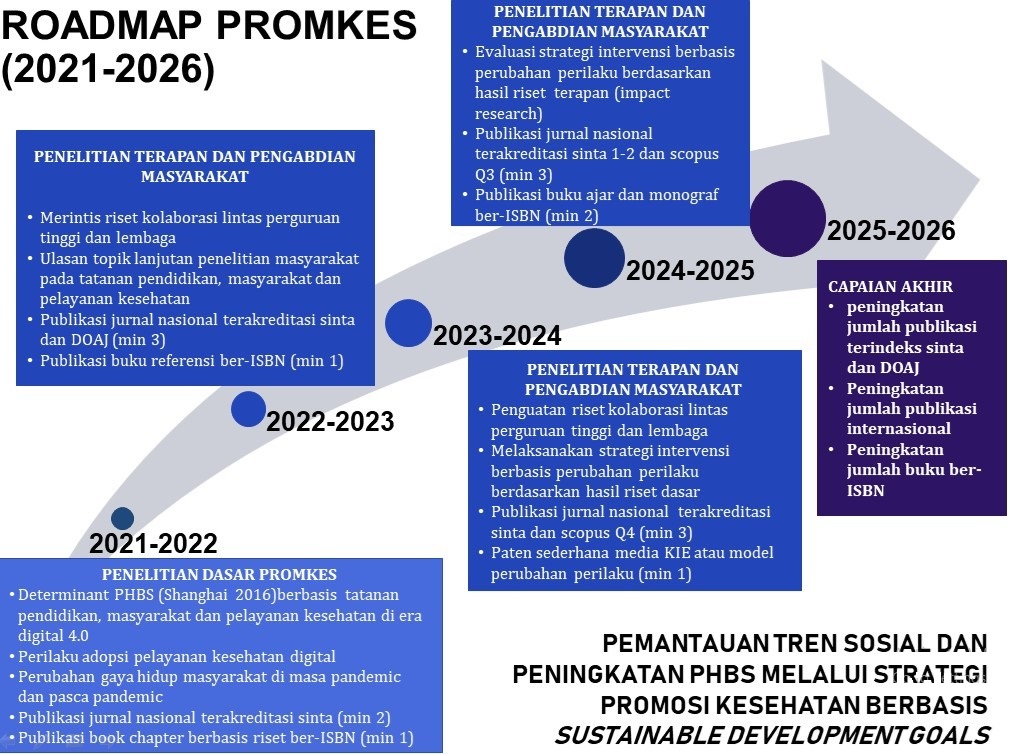 ROADMAP PROMKES
(2021-2026)
PENELITIAN TERAPAN DAN PENGABDIAN
MASYARAKAT
• Merintis riset kolaborasi lintas perguruan
tinggi dan lembaga
• Ulasan topik lanjutan penelitian masyarakat
pada tatanan pendidikan, masyarakat dan
pelayanan kesehatan
• Publikasi jurnal nasional terakreditasi sinta
dan DOAJ (min 3)
• Publikasi buku referensi ber-ISBN (min 1)
PENELITIAN TERAPAN DAN
PENGABDIAN MASYARAKAT
• Evaluasi strategi intervensi berbasis
perubahan perilaku berdasarkan
hasil riset terapan (impact
research)
• Publikasi jurnal nasional
terakreditasi sinta 1-2 dan scopus
Q3 (min 3)
• Publikasi buku ajar dan monograf
ber-ISBN (min 2)
2025-2026
2024-2025
2023-2024
2022-2023
2021-2022
CAPAIAN AKHIR
• peningkatan
jumlah publikasi
terindeks sinta
dan DOAJ
• Peningkatan
jumlah publikasi
internasional
• Peningkatan
jumlah buku ber-
ISBN
PENELITIAN TERAPAN DAN
PENGABDIAN MASYARAKAT
• Penguatan riset kolaborasi lintas
perguruan tinggi dan lembaga
• Melaksanakan strategi intervensi
berbasis perubahan perilaku
berdasarkan hasil riset dasar
• Publikasi jurnal nasional terakreditasi
sinta dan scopus Q4 (min 3)
• Paten sederhana media KIE atau model
perubahan perilaku (min 1)
PENELITIAN DASAR PROMKES
• Determinant PHBS (Shanghai 2016)berbasis tatanan
pendidikan, masyarakat dan pelayanan kesehatan di era
digital 4.0
• Perilaku adopsi pelayanan kesehatan digital
• Perubahan gaya hidup masyarakat di masa pandemic
dan pasca pandemic
• Publikasi jurnal nasional terakreditasi sinta (min 2)
• Publikasi book chapter berbasis riset ber-ISBN (min 1)
PEMANTAUAN TREN SOSIAL DAN
PENINGKATAN PHBS MELALUI STRATEGI
PROMOSI KESEHATAN BERBASIS
SUSTAINABLE DEVELOPMENT GOALS